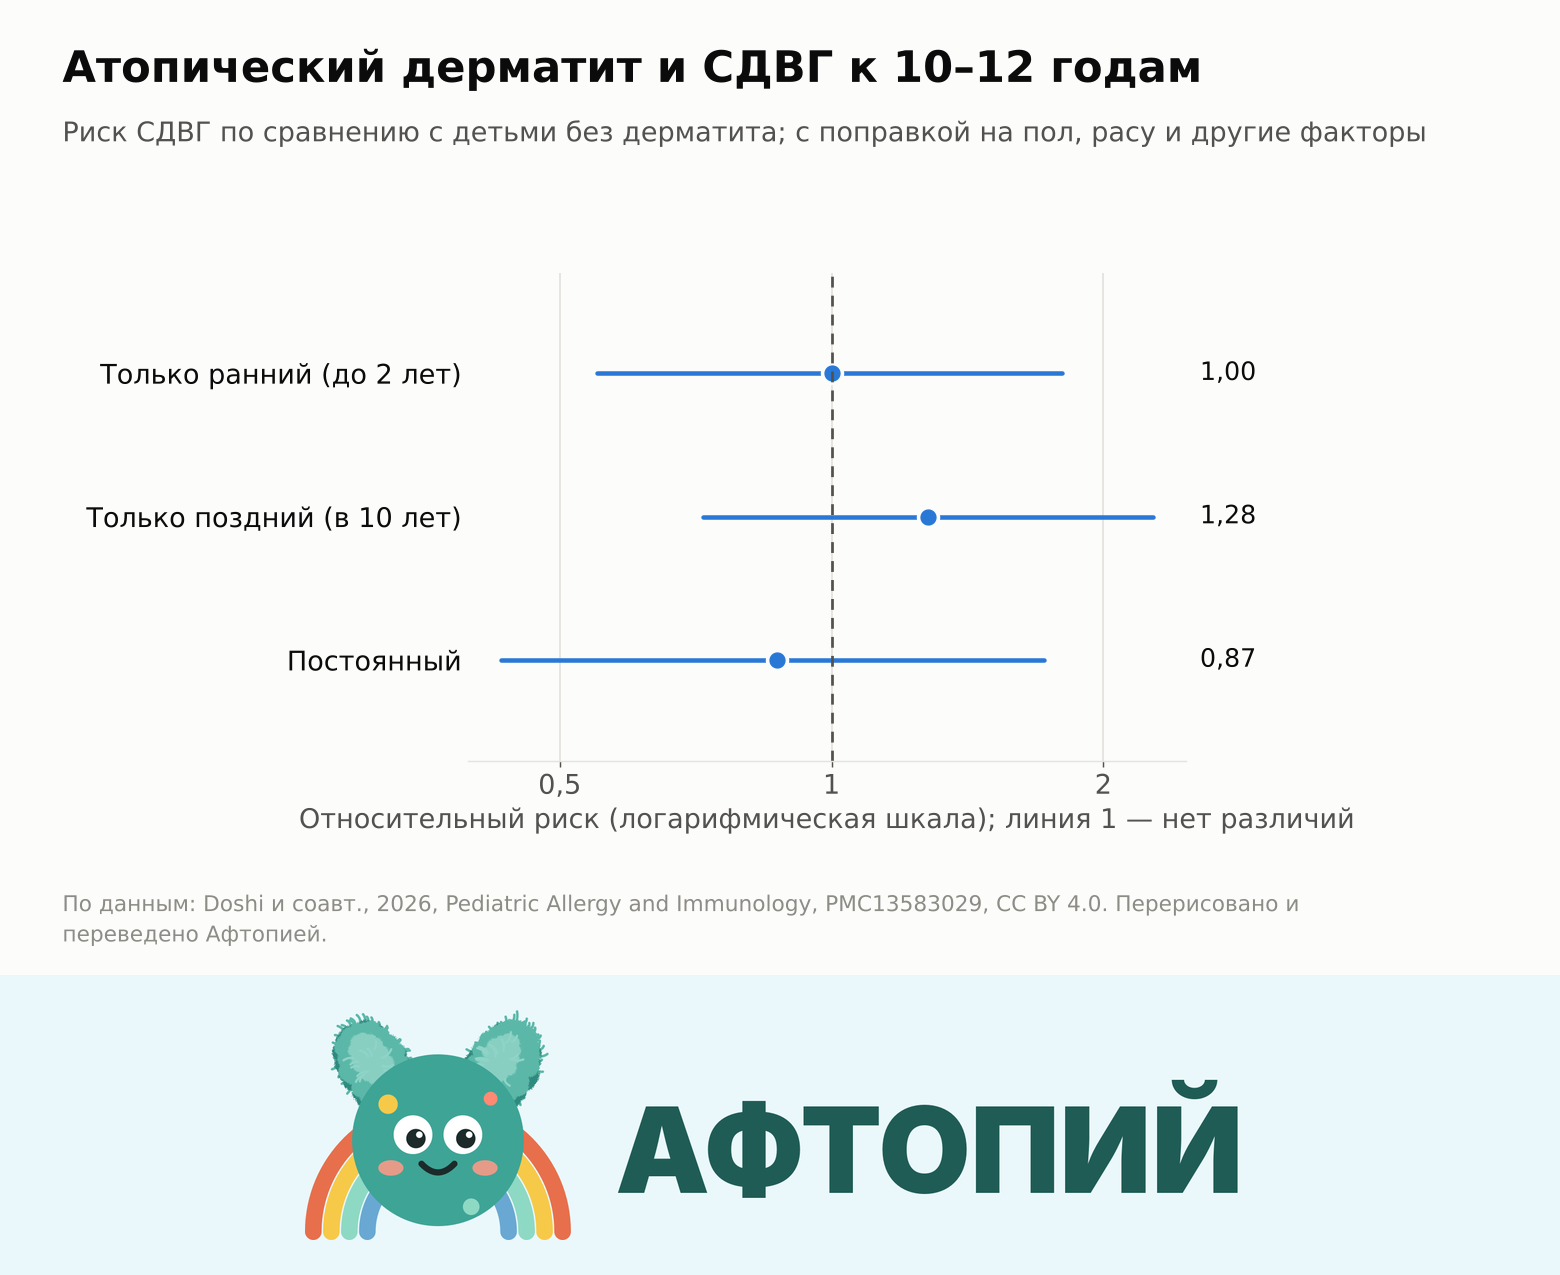 Атопический дерматит и СДВГ к 10–12 годам
Риск СДВГ по сравнению с детьми без дерматита; с поправкой на пол, расу и другие факторы
Только ранний (до 2 лет) 1,00
Только поздний (в 10 лет) 1,28
Постоянный 0,87
0,5 1 2
Относительный риск (логарифмическая шкала); линия 1 — нет различий
По данным: Doshi и соавт., 2026, Pediatric Allergy and Immunology, PMC13583029, CC BY 4.0. Перерисовано и
переведено Афтопией.
АФТОПИЙ